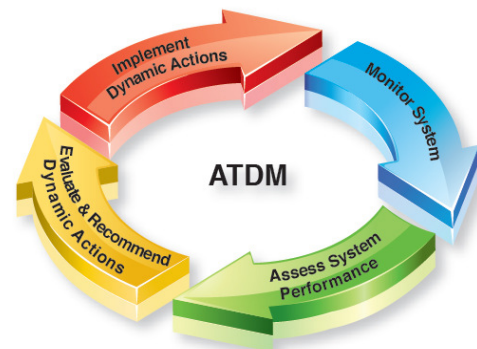 Implement
Dynamic Actions
Monitor System
ATDM
Evaluate & Recommend
Dynamic Actions
Assess System
Performance